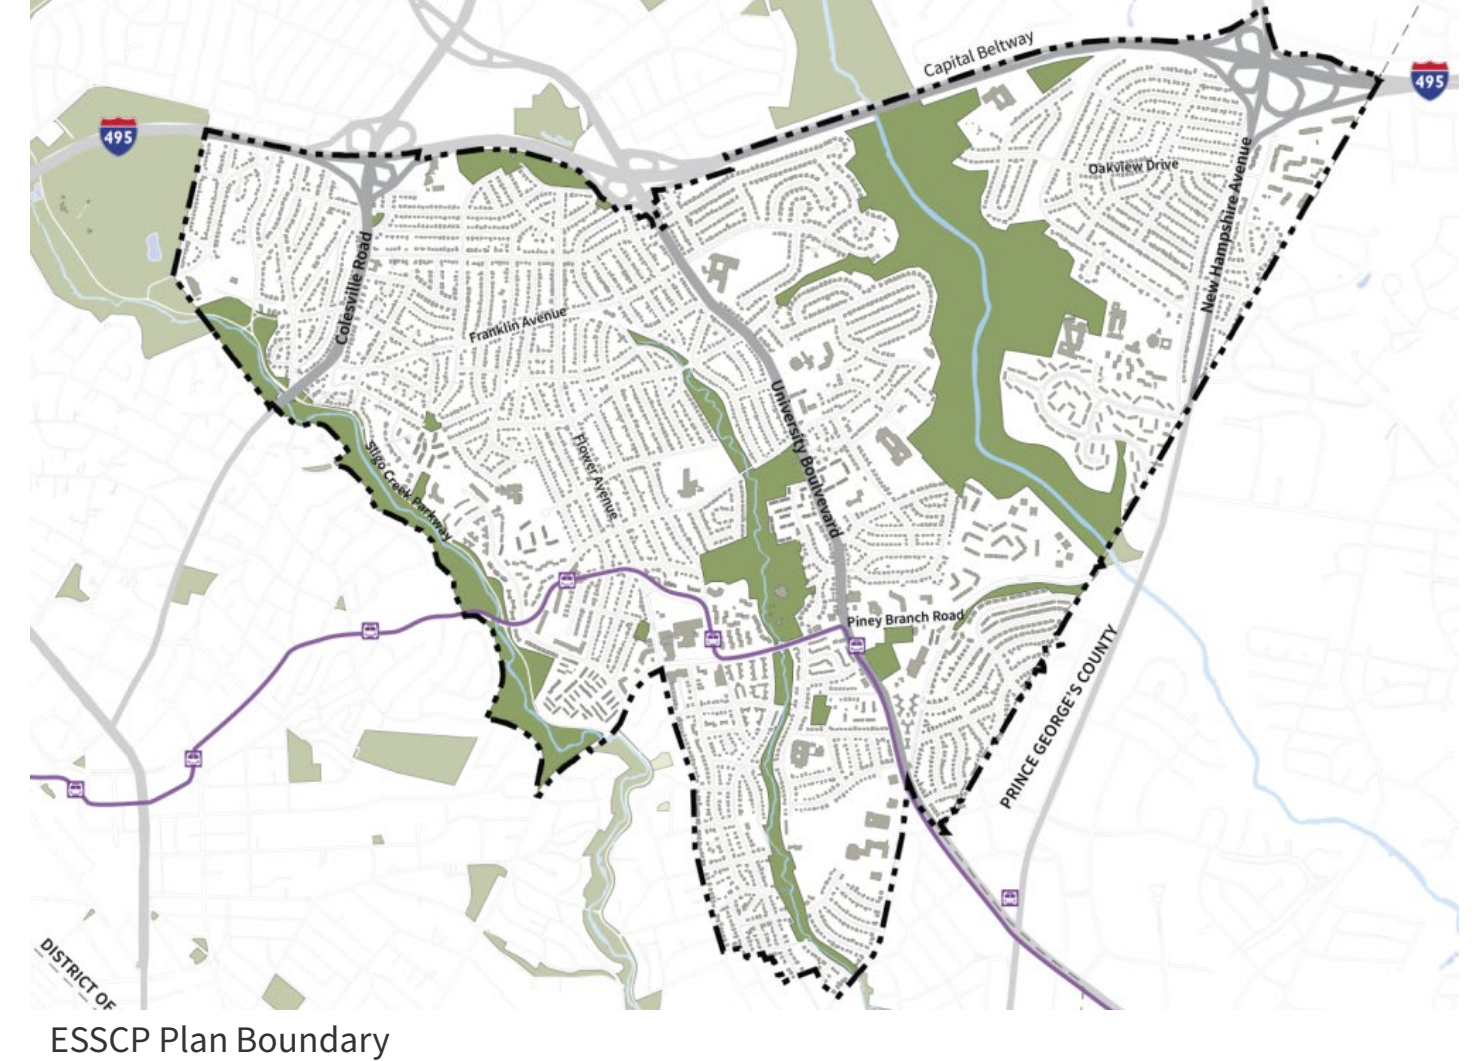 Capital Beltway
495
495
Oakview Drive
New Hampshire Avenue
Colesville Road
Franklin Avenue
University Boulvevard
Flower Avenue
Sligo Creek Parkway
Piney Branch Road
PRINCE GEORGE'S COUNTY
DISTRICT OF
ESSCP Plan Boundary